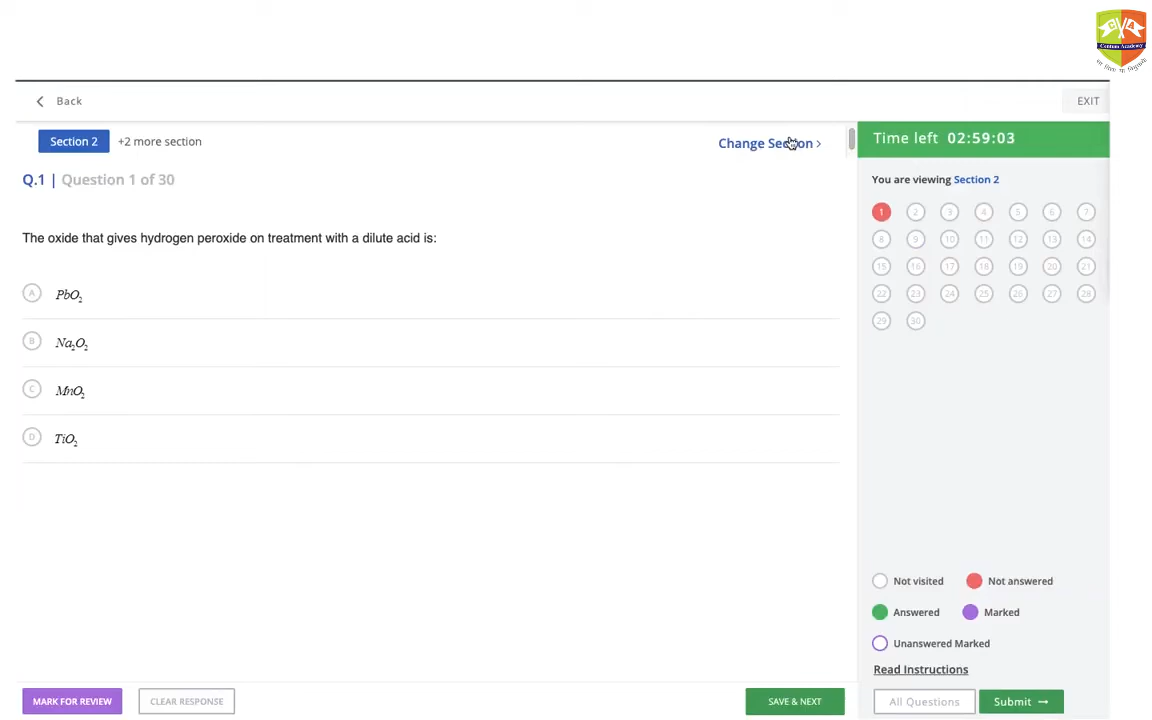 CA
Centum Academy
Back
EXIT
Section 2 +2 more section
Change Section >
Time left 02:59:03
Q.1 | Question 1 of 30
You are viewing Section 2
The oxide that gives hydrogen peroxide on treatment with a dilute acid is:
A PbO2
B Na2O2
C MnO2
D TiO2
1 2 3 4 5 6 7
8 9 10 11 12 13 14
15 16 17 18 19 20 21
22 23 24 25 26 27 28
29 30
Not visited Not answered
Answered Marked
Unanswered Marked
Read Instructions
MARK FOR REVIEW CLEAR RESPONSE SAVE & NEXT All Questions Submit →